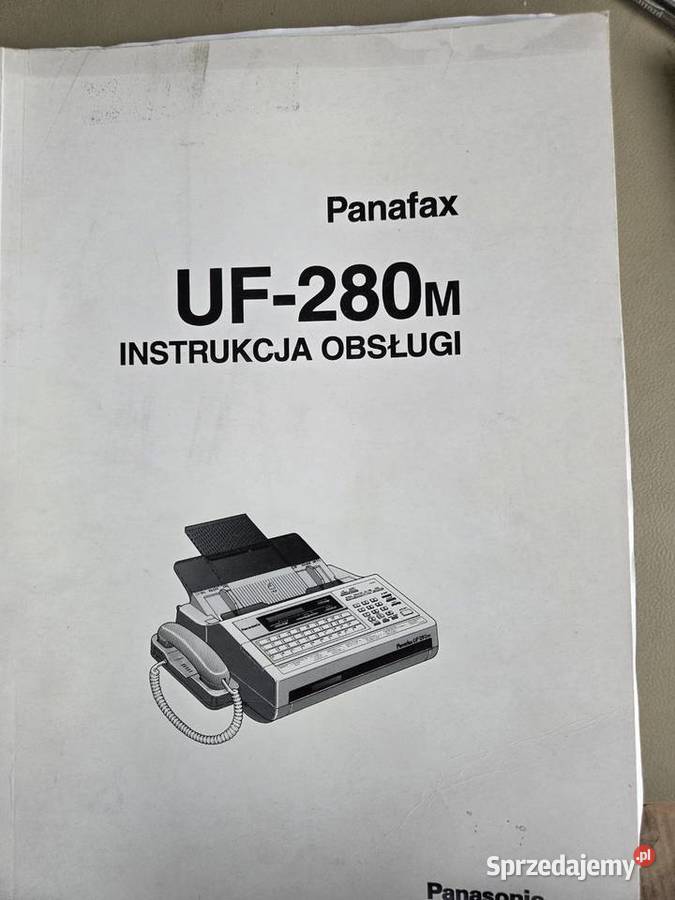 Panafax
UF-280M
INSTRUKCJA OBSŁUGI
Panasonic
Sprzedajemy.pl